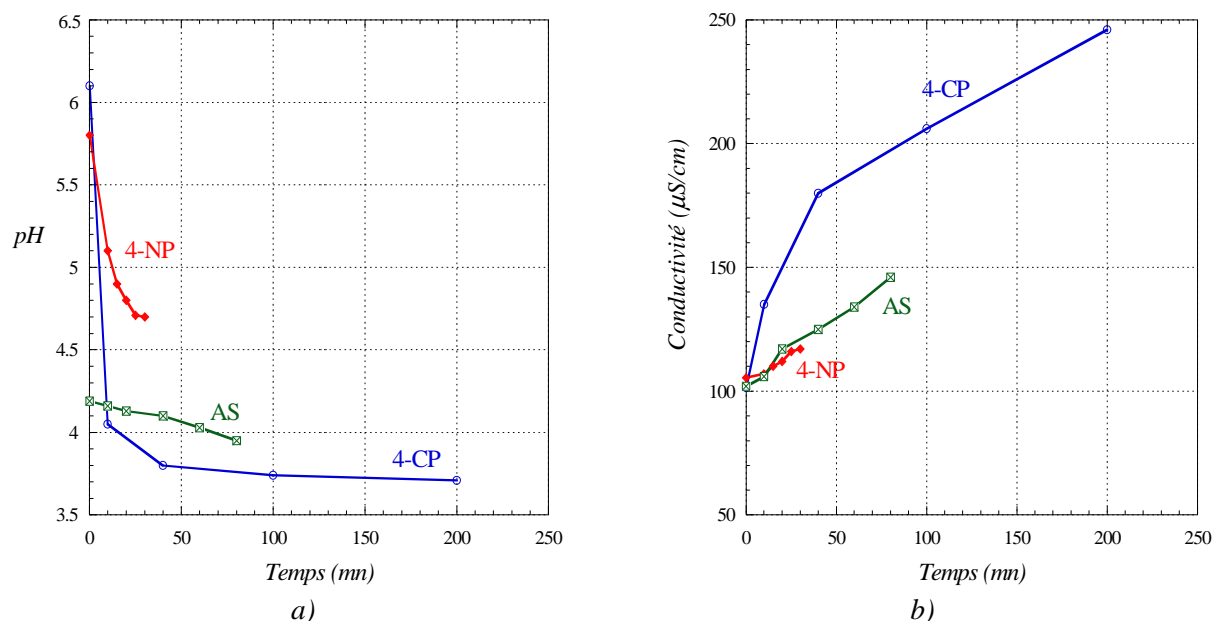 6.5
6
5.5
5
4.5
4
3.5
pH
4-NP
AS
4-CP
0 50 100 150 200 250
Temps (mn)
a)
250
200
150
100
50
Conductivité (µS/cm)
4-CP
AS
4-NP
0 50 100 150 200 250
Temps (mn)
b)